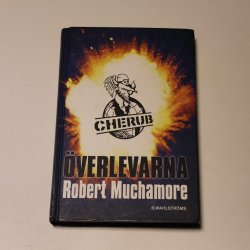 CHERUB
ÖVERLEVARNA
Robert Muchamore
B.WAHLSTRÖMS